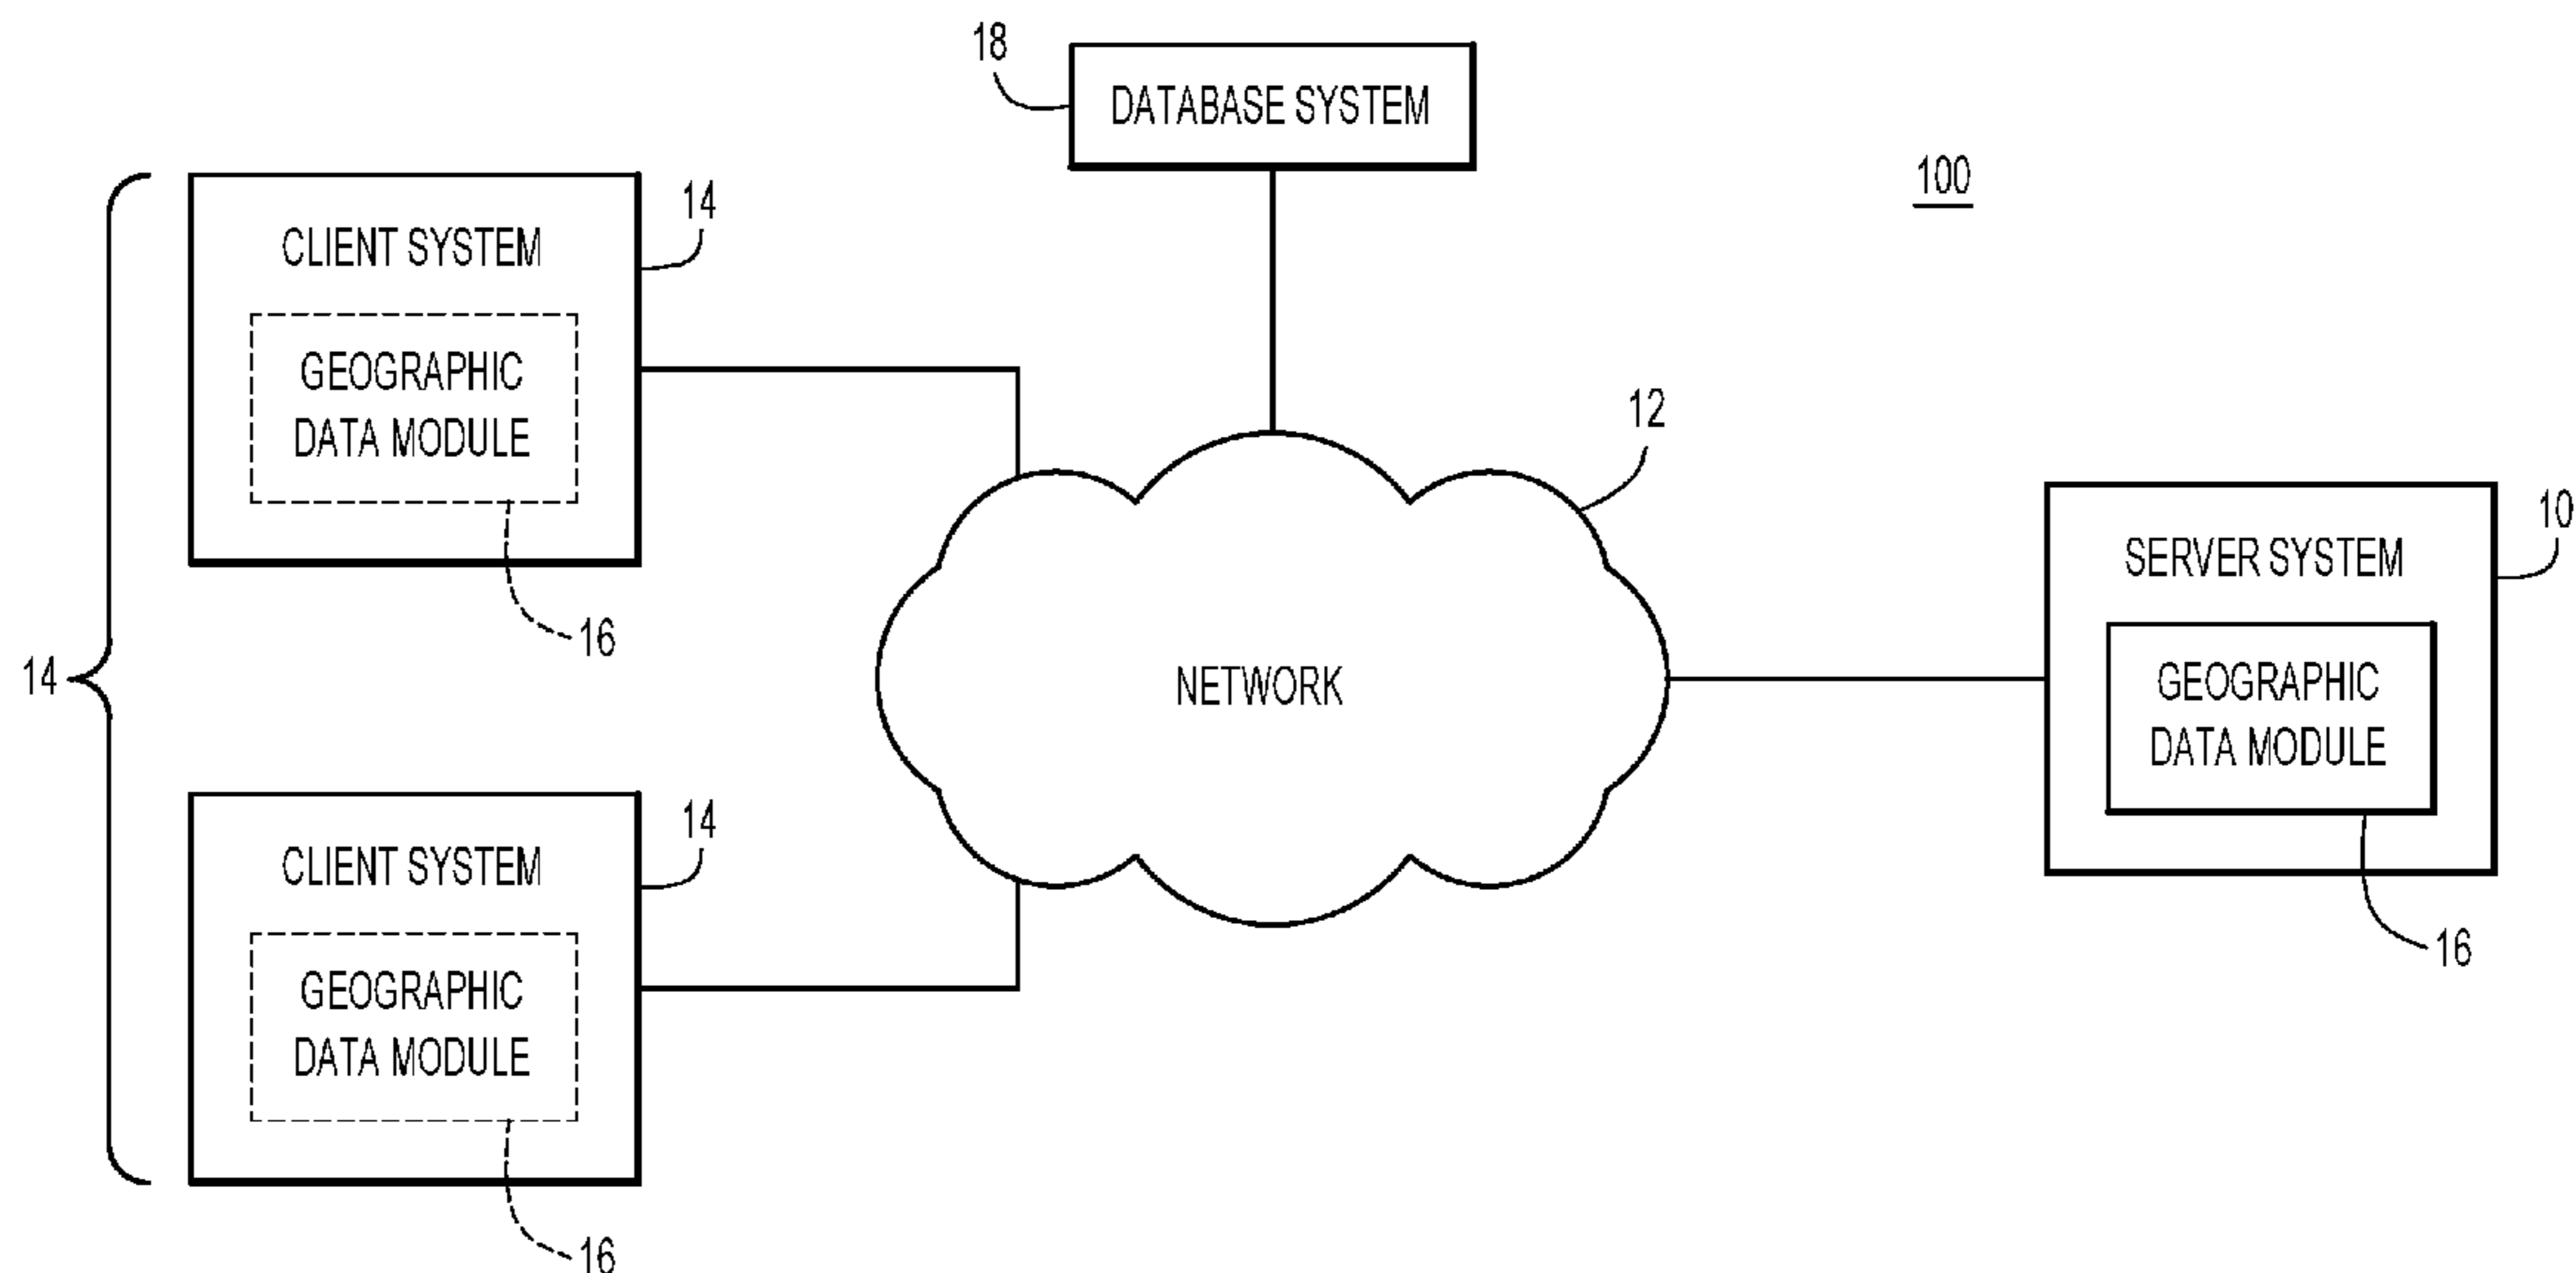 18
DATABASE SYSTEM
100
14
CLIENT SYSTEM
GEOGRAPHIC
DATA MODULE
16
12
10
SERVER SYSTEM
GEOGRAPHIC
DATA MODULE
16
NETWORK
14
14
CLIENT SYSTEM
GEOGRAPHIC
DATA MODULE
16